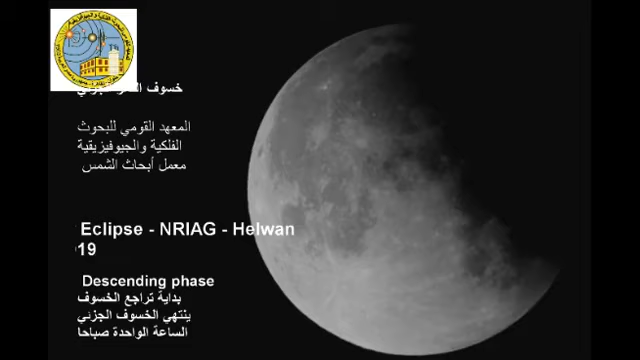 خسوف
المعهد القومي للبحوث
الفلكية والجيوفيزيقية
معمل أبحاث الشمس
Eclipse - NRIAG - Helwan
19
Descending phase
بداية تراجع الخسوف
ينتهي الخسوف الجزئي
الساعة الواحدة صباحا